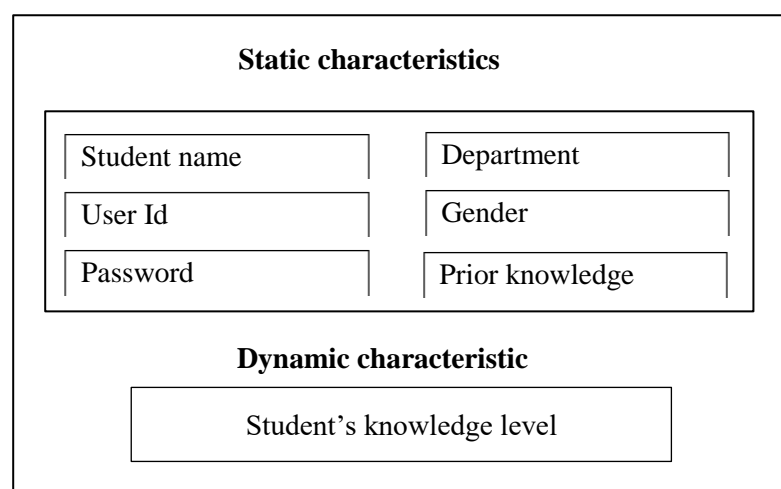 Static characteristics
Student name
Department
User Id
Gender
Password
Prior knowledge
Dynamic characteristic
Student’s knowledge level